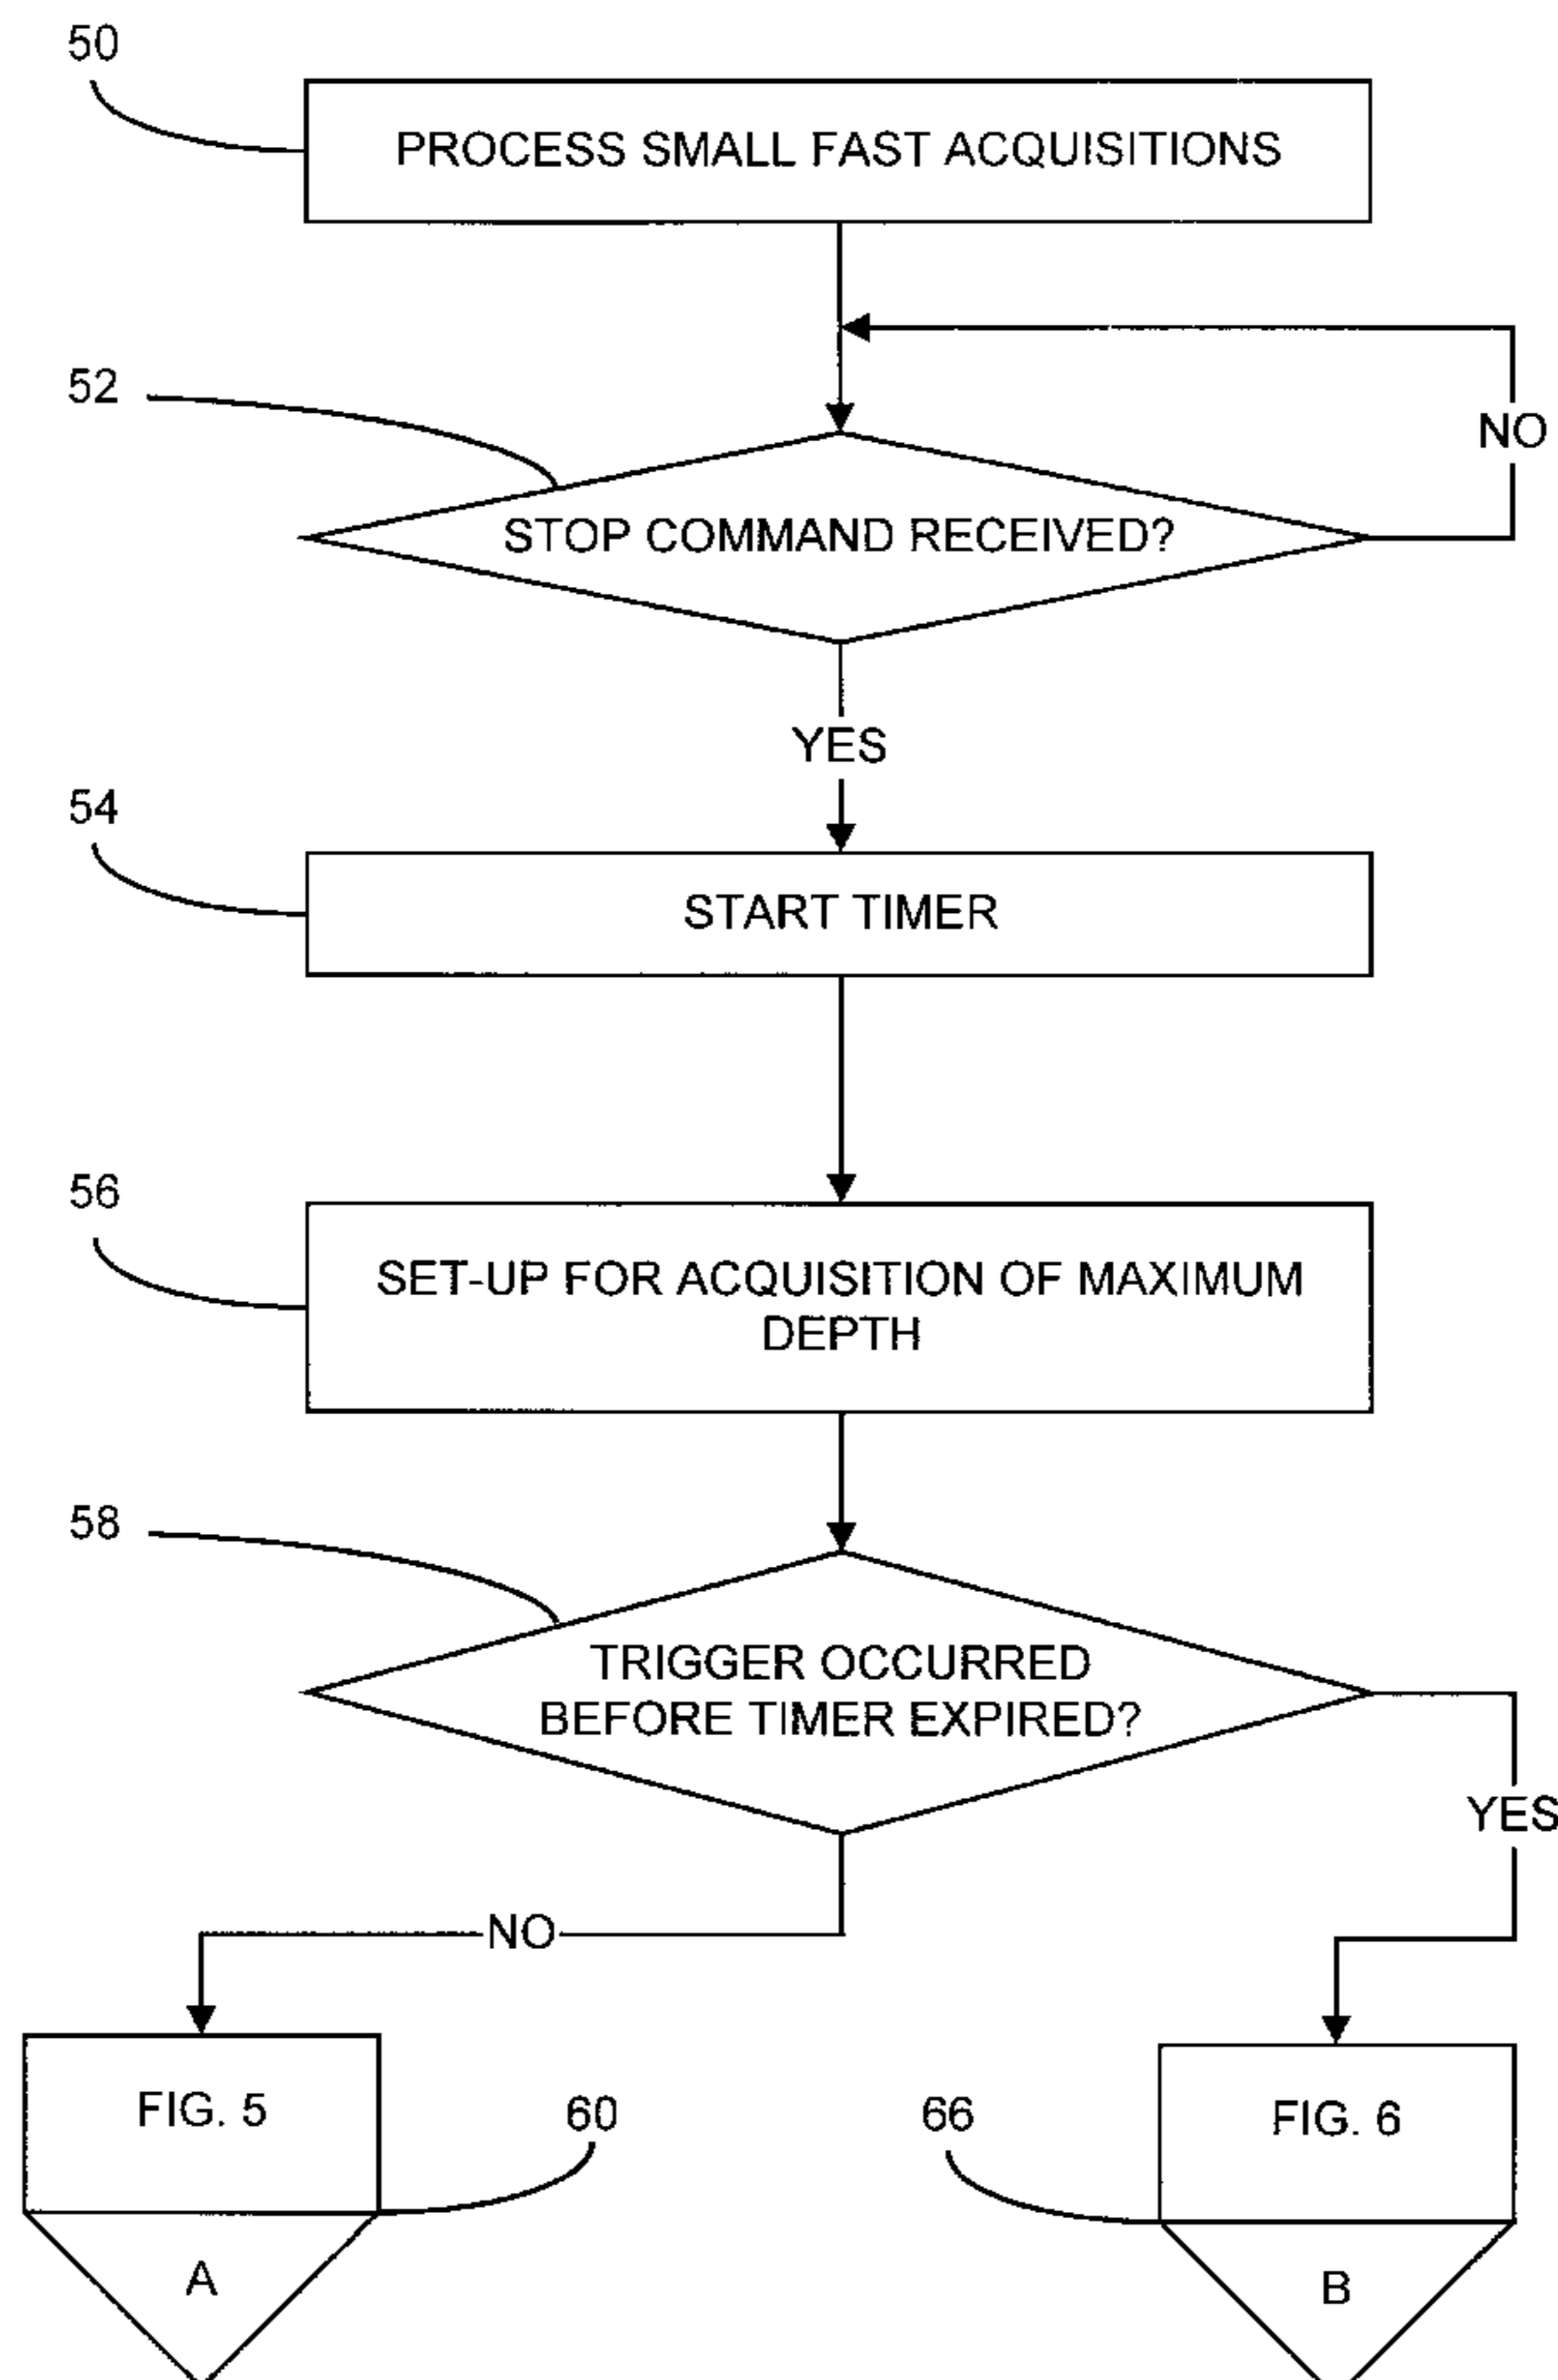 50
PROCESS SMALL FAST ACQUISITIONS
52
NO
STOP COMMAND RECEIVED?
YES
54
START TIMER
56
SET-UP FOR ACQUISITION OF MAXIMUM
DEPTH
58
TRIGGER OCCURRED
BEFORE TIMER EXPIRED?
YES
NO
FIG. 5
60
66
FIG. 6
A
B